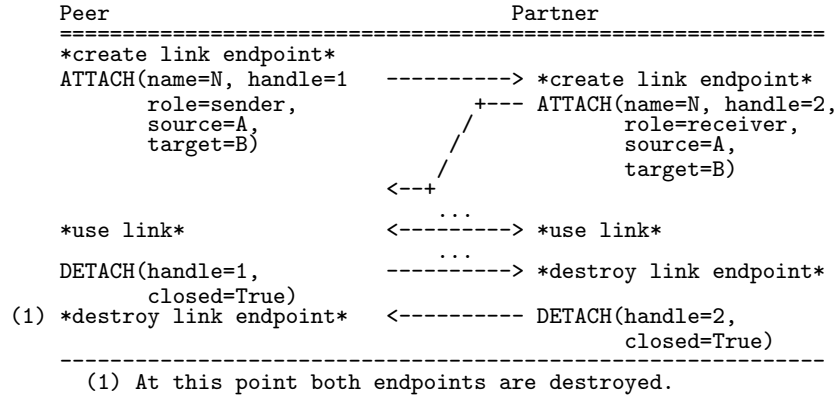 Peer                                Partner
=============================================================
*create link endpoint*
ATTACH(name=N, handle=1   ----------> *create link endpoint*
       role=sender,              +--- ATTACH(name=N, handle=2,
       source=A,                /            role=receiver,
       target=B)               /             source=A,
                              /              target=B)
                          <--+
                              ...
*use link*                <---------> *use link*
                              ...
DETACH(handle=1,          ----------> *destroy link endpoint*
       closed=True)
(1) *destroy link endpoint*   <---------- DETACH(handle=2,
                                             closed=True)
-------------------------------------------------------------
(1) At this point both endpoints are destroyed.